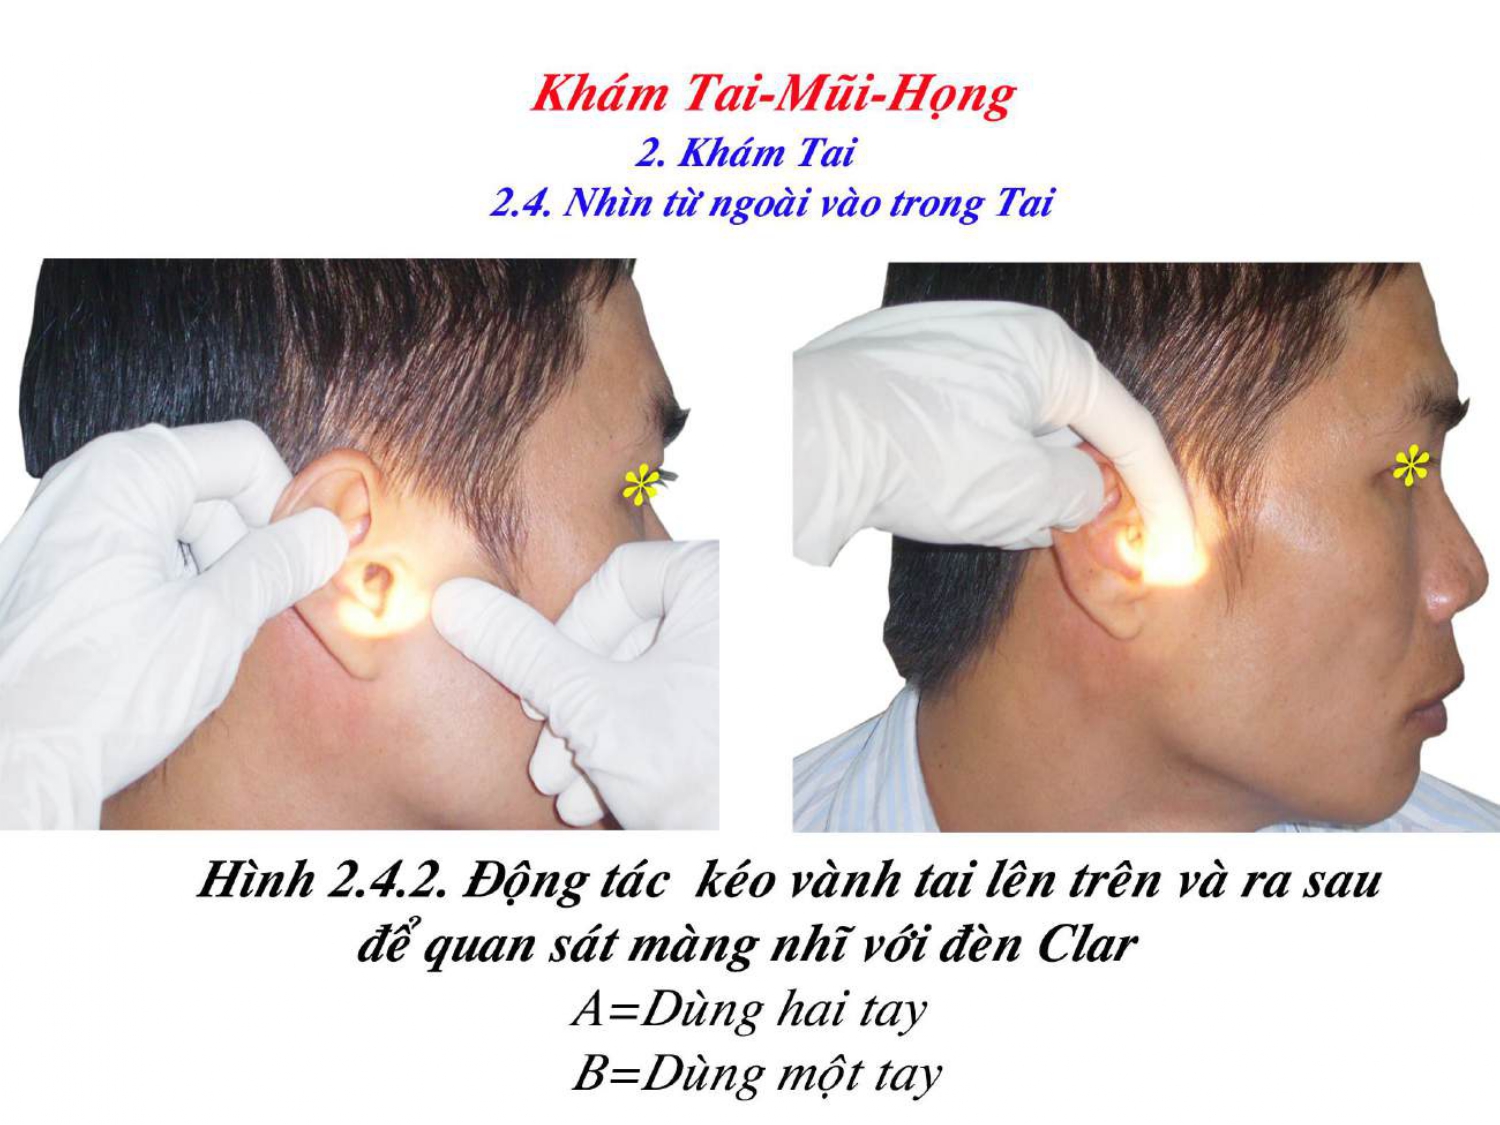 Khám Tai-Mũi-Họng
2. Khám Tai
2.4. Nhìn từ ngoài vào trong Tai
Hình 2.4.2. Động tác kéo vành tai lên trên và ra sau
để quan sát màng nhĩ với đèn Clar
A=Dùng hai tay
B=Dùng một tay